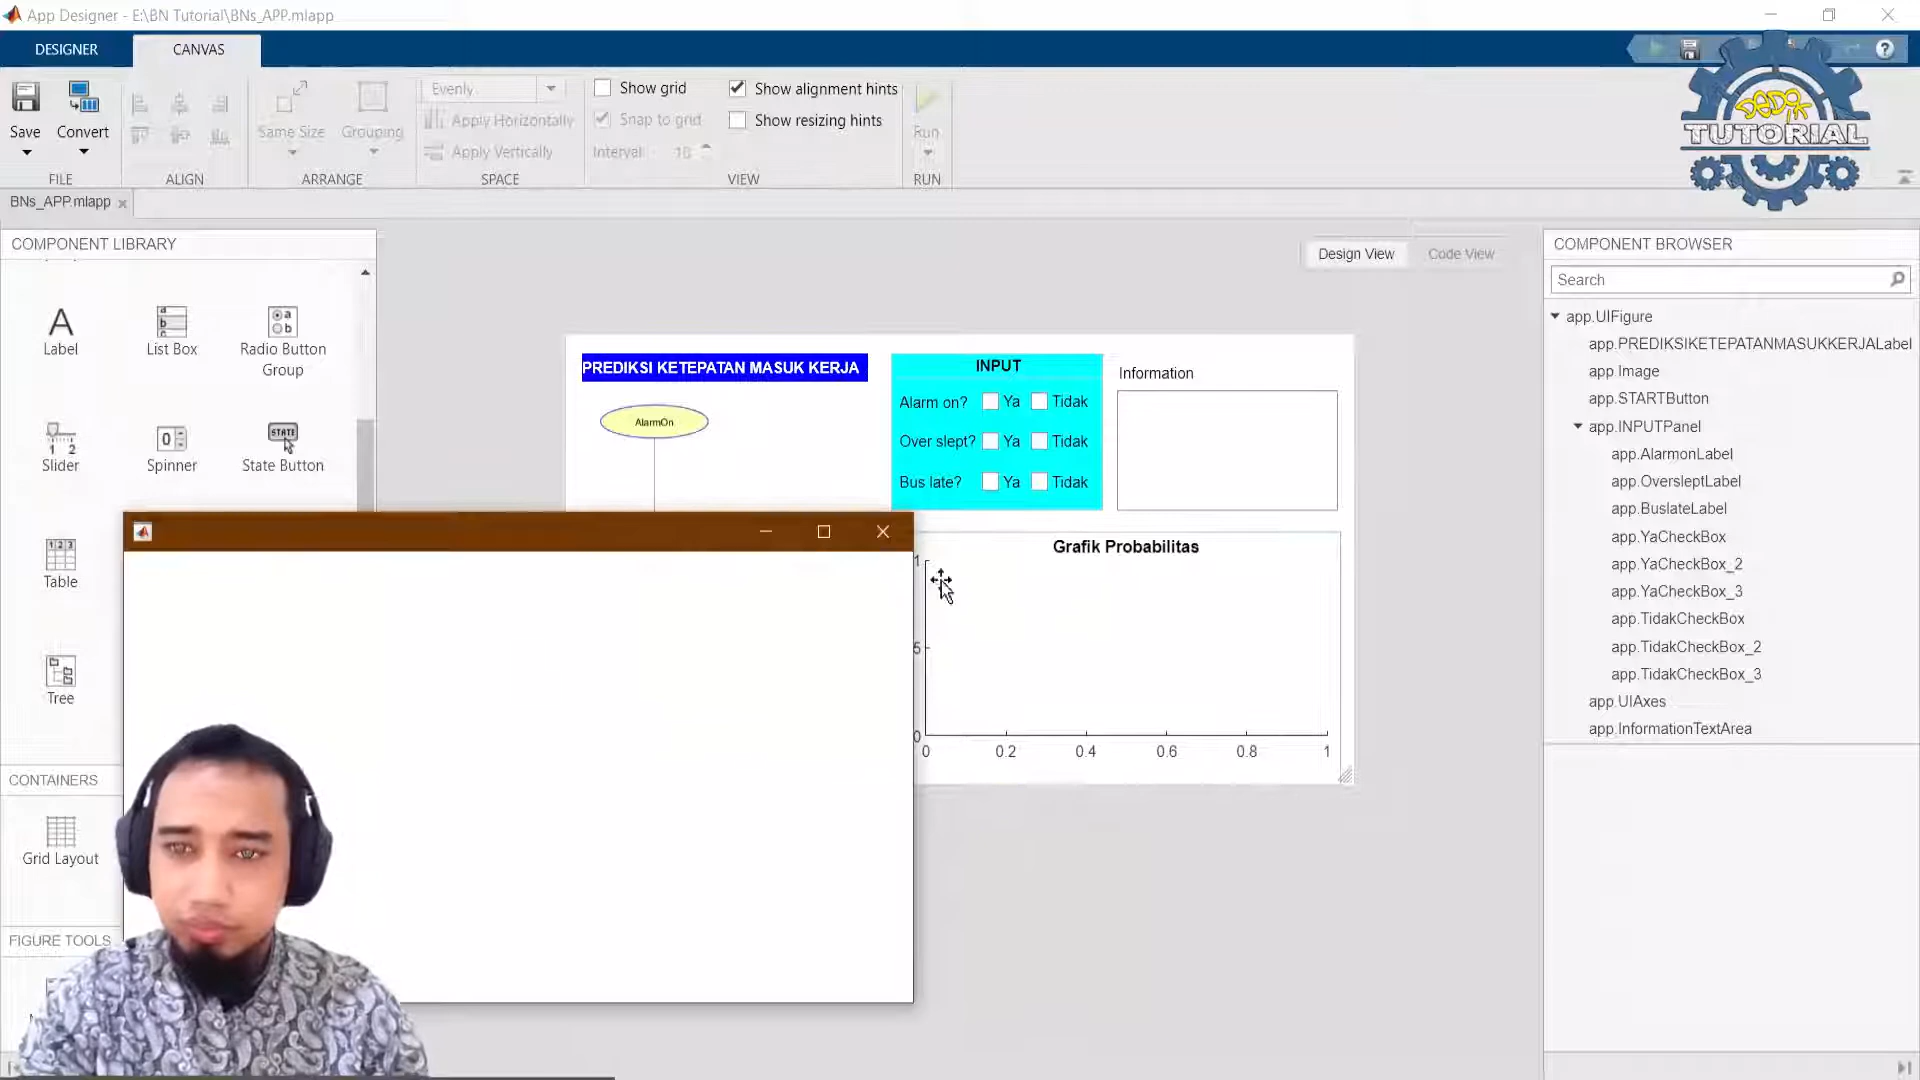 App Designer - E:\BN Tutorial\BNs_APP.mlapp
DESIGNER
CANVAS
Save
Convert
Same Size
Grouping
Evenly
Apply Horizontally
Apply Vertically
Show grid
Snap to grid
Interval
10
Show alignment hints
Show resizing hints
Run
FILE
ALIGN
ARRANGE
SPACE
VIEW
RUN
DEDIK
TUTORIAL
BNs_APP.mlapp
COMPONENT LIBRARY
Label
List Box
Radio Button
Group
Slider
Spinner
State Button
Table
Tree
CONTAINERS
Grid Layout
FIGURE TOOLS
Design View
Code View
PREDIKSI KETEPATAN MASUK KERJA
AlarmOn
INPUT
Alarm on? Ya Tidak
Over slept? Ya Tidak
Bus late? Ya Tidak
Information
Grafik Probabilitas
1
5
0
0 0.2 0.4 0.6 0.8 1
COMPONENT BROWSER
Search
app.UIFigure
app.PREDIKSIKETEPATANMASUKKERJALabel
app.Image
app.STARTButton
app.INPUTPanel
app.AlarmonLabel
app.OversleptLabel
app.BuslateLabel
app.YaCheckBox
app.YaCheckBox_2
app.YaCheckBox_3
app.TidakCheckBox
app.TidakCheckBox_2
app.TidakCheckBox_3
app.UIAxes
app.InformationTextArea